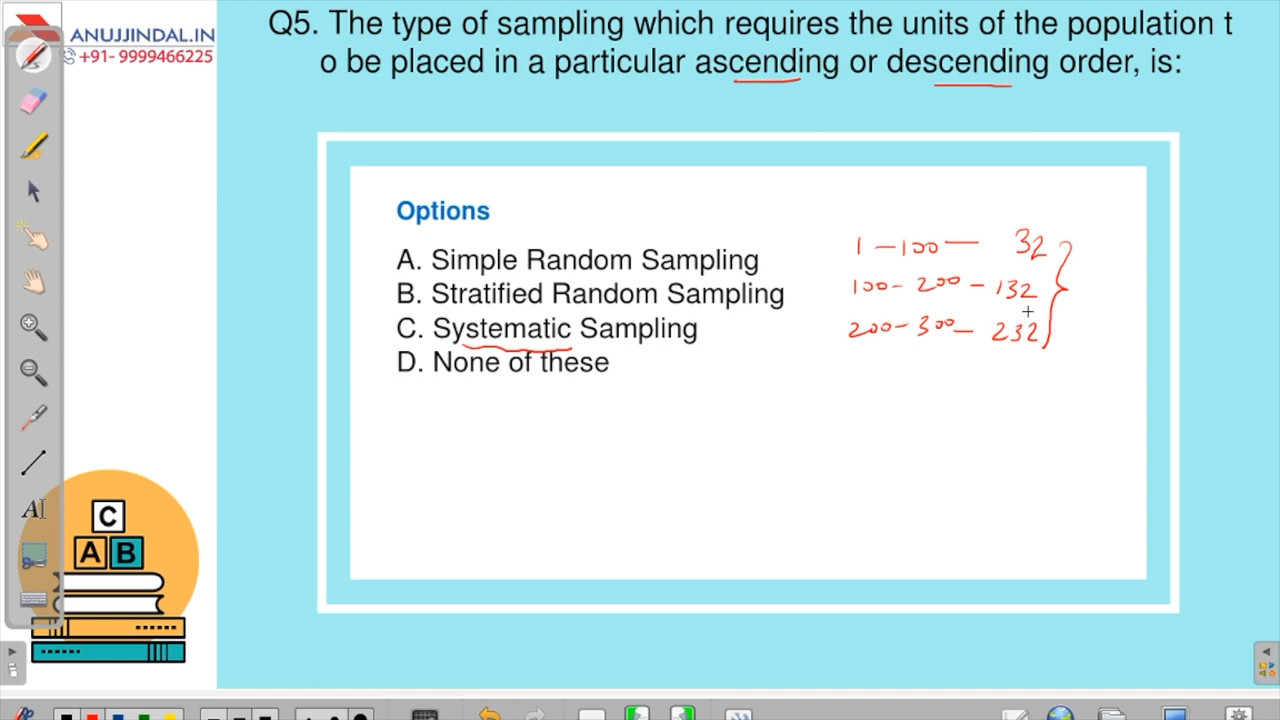 ANUJJINDAL.IN
+91- 9999466225
Q5. The type of sampling which requires the units of the population t
o be placed in a particular ascending or descending order, is:
Options
A. Simple Random Sampling
B. Stratified Random Sampling
C. Systematic Sampling
D. None of these
1 - 100 - 32
100 - 200 - 132
200 - 300 - 232
AI
C
A B